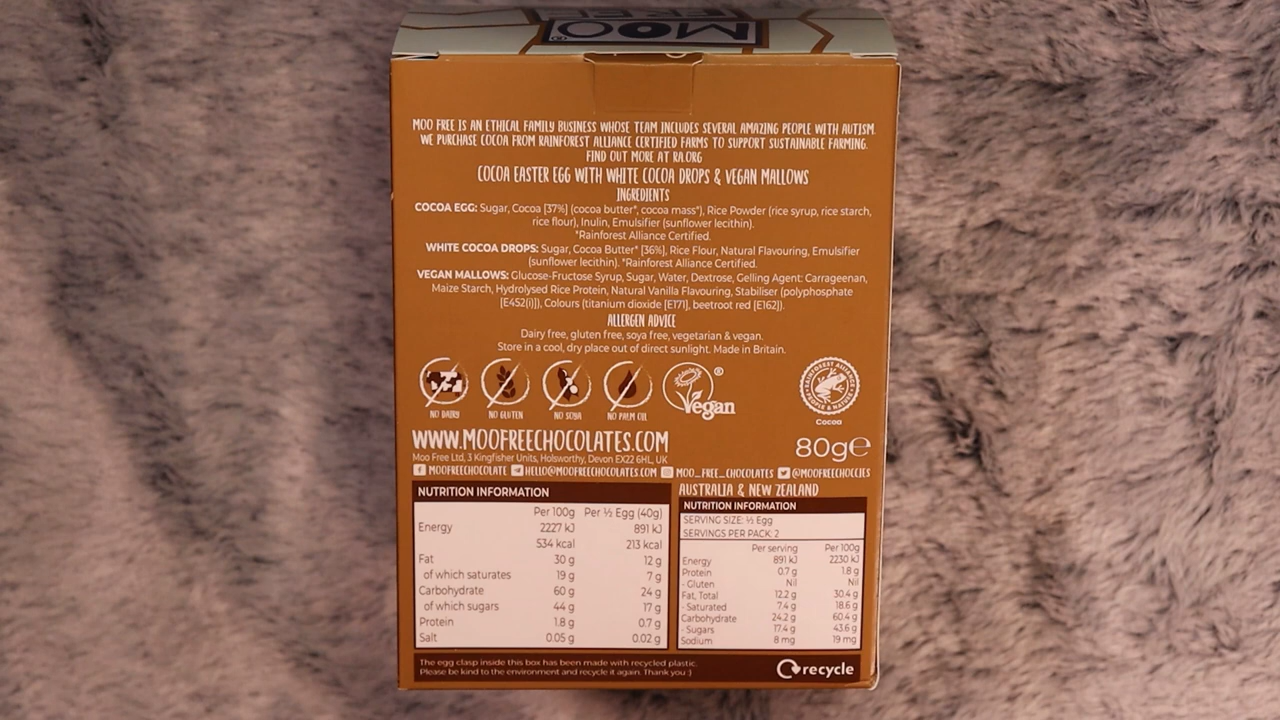 MOO
FREE
MOO FREE IS AN ETHICAL FAMILY BUSINESS WHOSE TEAM INCLUDES SEVERAL AMAZING PEOPLE WITH AUTISM.
WE PURCHASE COCOA FROM RAINFOREST ALLIANCE CERTIFIED FARMS TO SUPPORT SUSTAINABLE FARMING.
FIND OUT MORE AT RA.ORG
COCOA EASTER EGG WITH WHITE COCOA DROPS & VEGAN MALLOWS
INGREDIENTS
COCOA EGG: Sugar, Cocoa [37%] (cocoa butter*, cocoa mass*), Rice Powder (rice syrup, rice starch,
rice flour), Inulin, Emulsifier (sunflower lecithin).
*Rainforest Alliance Certified.
WHITE COCOA DROPS: Sugar, Cocoa Butter* [36%], Rice Flour, Natural Flavouring, Emulsifier
(sunflower lecithin). *Rainforest Alliance Certified.
VEGAN MALLOWS: Glucose-Fructose Syrup, Sugar, Water, Dextrose, Gelling Agent: Carrageenan,
Maize Starch, Hydrolysed Rice Protein, Natural Vanilla Flavouring, Stabiliser (polyphosphate
[E452(i)]), Colours (titanium dioxide [E171], beetroot red [E162]).
ALLERGEN ADVICE
Dairy free, gluten free, soya free, vegetarian & vegan.
Store in a cool, dry place out of direct sunlight. Made in Britain.
NO DAIRY NO GLUTEN NO SOYA NO PALM OIL Vegan ®
RAINFOREST ALLIANCE
PEOPLE & NATURE
Cocoa
WWW.MOOFREECHOCOLATES.COM
80g℮
Moo Free Ltd, 3 Kingfisher Units, Holsworthy, Devon EX22 6HL, UK
MOOFREECHOCOLATE HELLO@MOOFREECHOCOLATES.COM MOO_FREE_CHOCOLATES @MOOFREECHOCCIES
NUTRITION INFORMATION
Per 100g Per ½ Egg (40g)
Energy 2227 kJ 891 kJ
534 kcal 213 kcal
Fat 30 g 12 g
of which saturates 19 g 7 g
Carbohydrate 60 g 24 g
of which sugars 44 g 17 g
Protein 1.8 g 0.7 g
Salt 0.05 g 0.02 g
AUSTRALIA & NEW ZEALAND
NUTRITION INFORMATION
SERVING SIZE: ½ Egg
SERVINGS PER PACK: 2
Per serving Per 100g
Energy 891 kJ 2230 kJ
Protein 0.7 g 1.8 g
- Gluten Nil Nil
Fat, Total 12.2 g 30.4 g
- Saturated 7.4 g 18.6 g
Carbohydrate 24.2 g 60.4 g
- Sugars 17.4 g 43.6 g
Sodium 8 mg 19 mg
The egg clasp inside this box has been made with recycled plastic.
Please be kind to the environment and recycle it again. Thank you :)
recycle